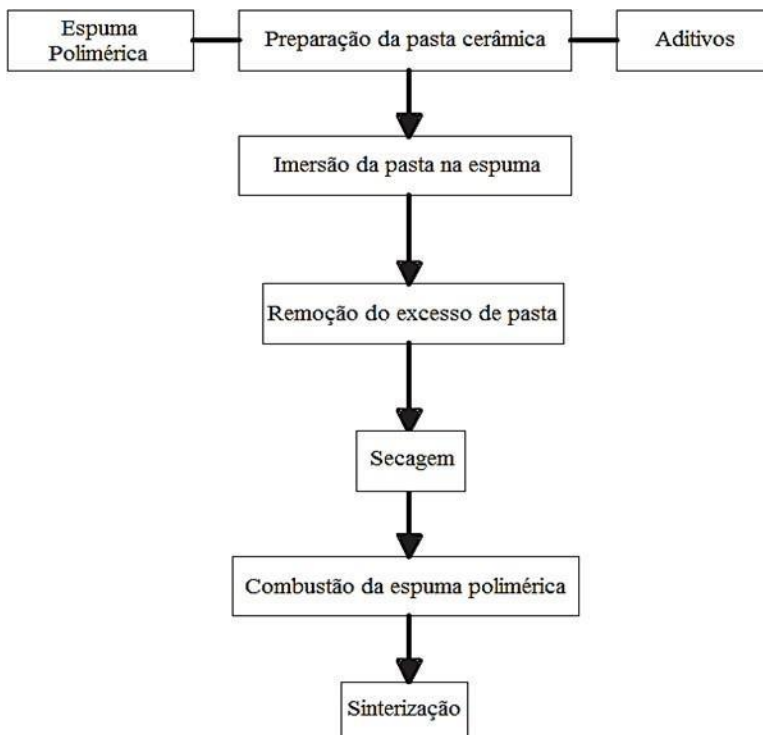 Espuma
Polimérica
Preparação da pasta cerâmica
Aditivos
Imersão da pasta na espuma
Remoção do excesso de pasta
Secagem
Combustão da espuma polimérica
Sinterização